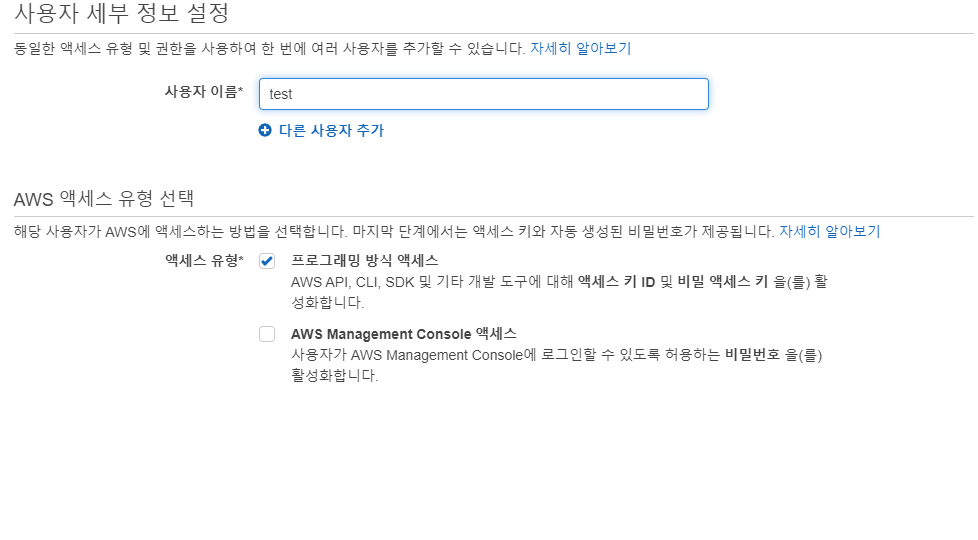 사용자 세부 정보 설정
동일한 액세스 유형 및 권한을 사용하여 한 번에 여러 사용자를 추가할 수 있습니다. 자세히 알아보기
사용자 이름* test
다른 사용자 추가
AWS 액세스 유형 선택
해당 사용자가 AWS에 액세스하는 방법을 선택합니다. 마지막 단계에서는 액세스 키와 자동 생성된 비밀번호가 제공됩니다. 자세히 알아보기
액세스 유형* 프로그래밍 방식 액세스
AWS API, CLI, SDK 및 기타 개발 도구에 대해 액세스 키 ID 및 비밀 액세스 키 을(를) 활
성화합니다.
AWS Management Console 액세스
사용자가 AWS Management Console에 로그인할 수 있도록 허용하는 비밀번호 을(를)
활성화합니다.